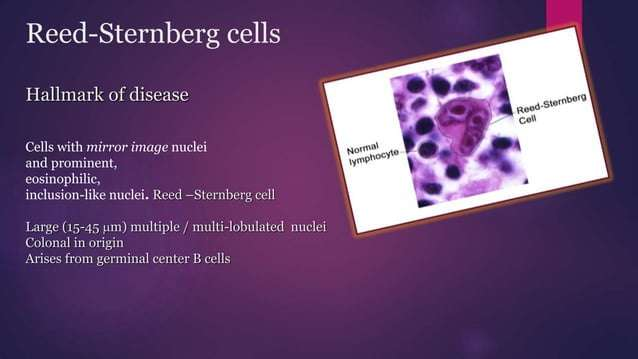 Reed-Sternberg cells
Hallmark of disease
Cells with mirror image nuclei
and prominent,
eosinophilic,
inclusion-like nuclei. Reed –Sternberg cell
Large (15-45 μm) multiple / multi-lobulated nuclei
Colonal in origin
Arises from germinal center B cells
Reed-Sternberg
Cell
Normal
lymphocyte